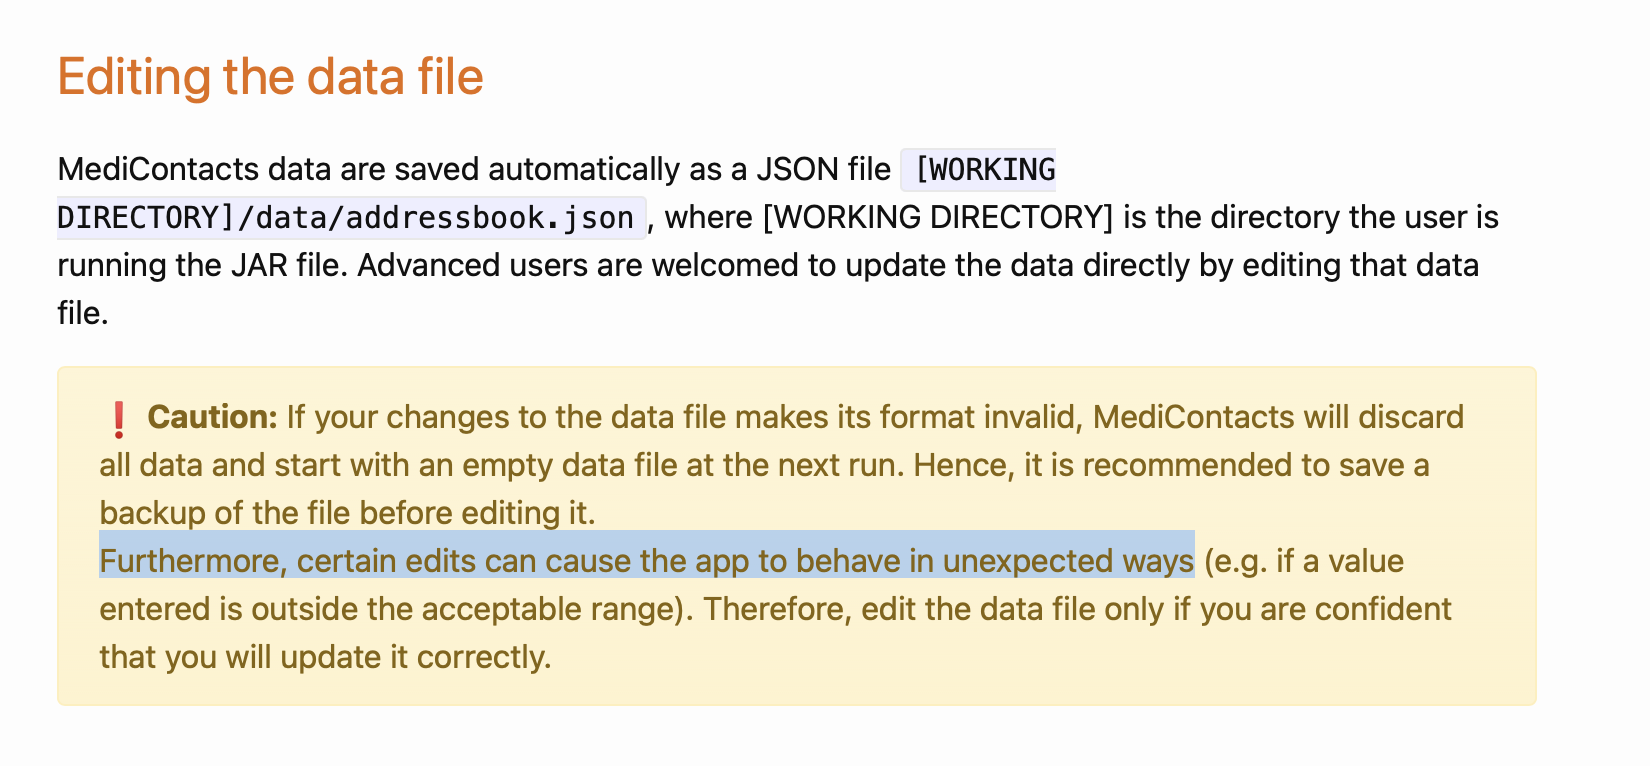 Editing the data file
MediContacts data are saved automatically as a JSON file [WORKING
DIRECTORY]/data/addressbook.json, where [WORKING DIRECTORY] is the directory the user is
running the JAR file. Advanced users are welcomed to update the data directly by editing that data
file.
❗ Caution: If your changes to the data file makes its format invalid, MediContacts will discard
all data and start with an empty data file at the next run. Hence, it is recommended to save a
backup of the file before editing it.
Furthermore, certain edits can cause the app to behave in unexpected ways (e.g. if a value
entered is outside the acceptable range). Therefore, edit the data file only if you are confident
that you will update it correctly.